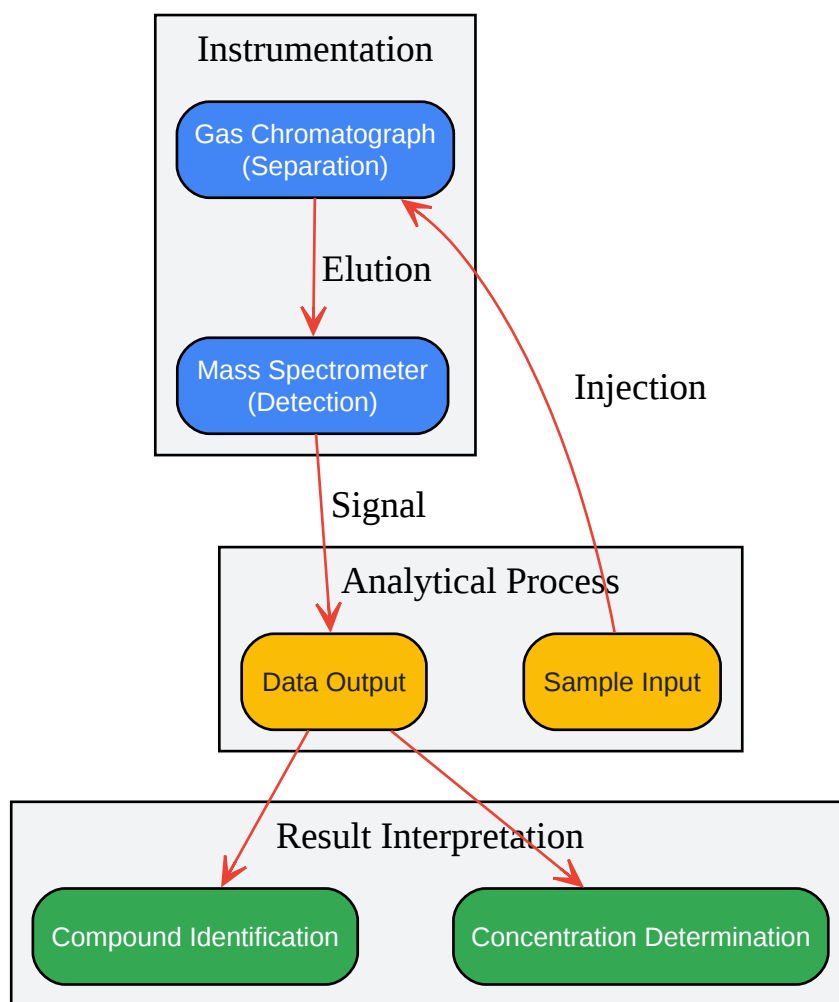 Instrumentation
Gas Chromatograph
(Separation)
Elution
Mass Spectrometer
(Detection)
Injection
Signal
Analytical Process
Data Output
Sample Input
Result Interpretation
Compound Identification
Concentration Determination